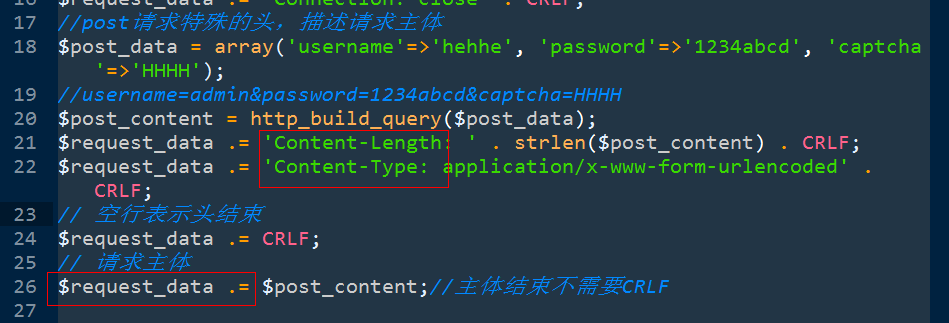 16 $request_data .= 'Connection: close' . CRLF;
17 //post请求特殊的头，描述请求主体
18 $post_data = array('username'=>'hehhe', 'password'=>'1234abcd', 'captcha
'=>'HHHH');
19 //username=admin&password=1234abcd&captcha=HHHH
20 $post_content = http_build_query($post_data);
21 $request_data .= 'Content-Length: ' . strlen($post_content) . CRLF;
22 $request_data .= 'Content-Type: application/x-www-form-urlencoded' .
CRLF;
23 // 空行表示头结束
24 $request_data .= CRLF;
25 // 请求主体
26 $request_data .= $post_content;//主体结束不需要CRLF
27